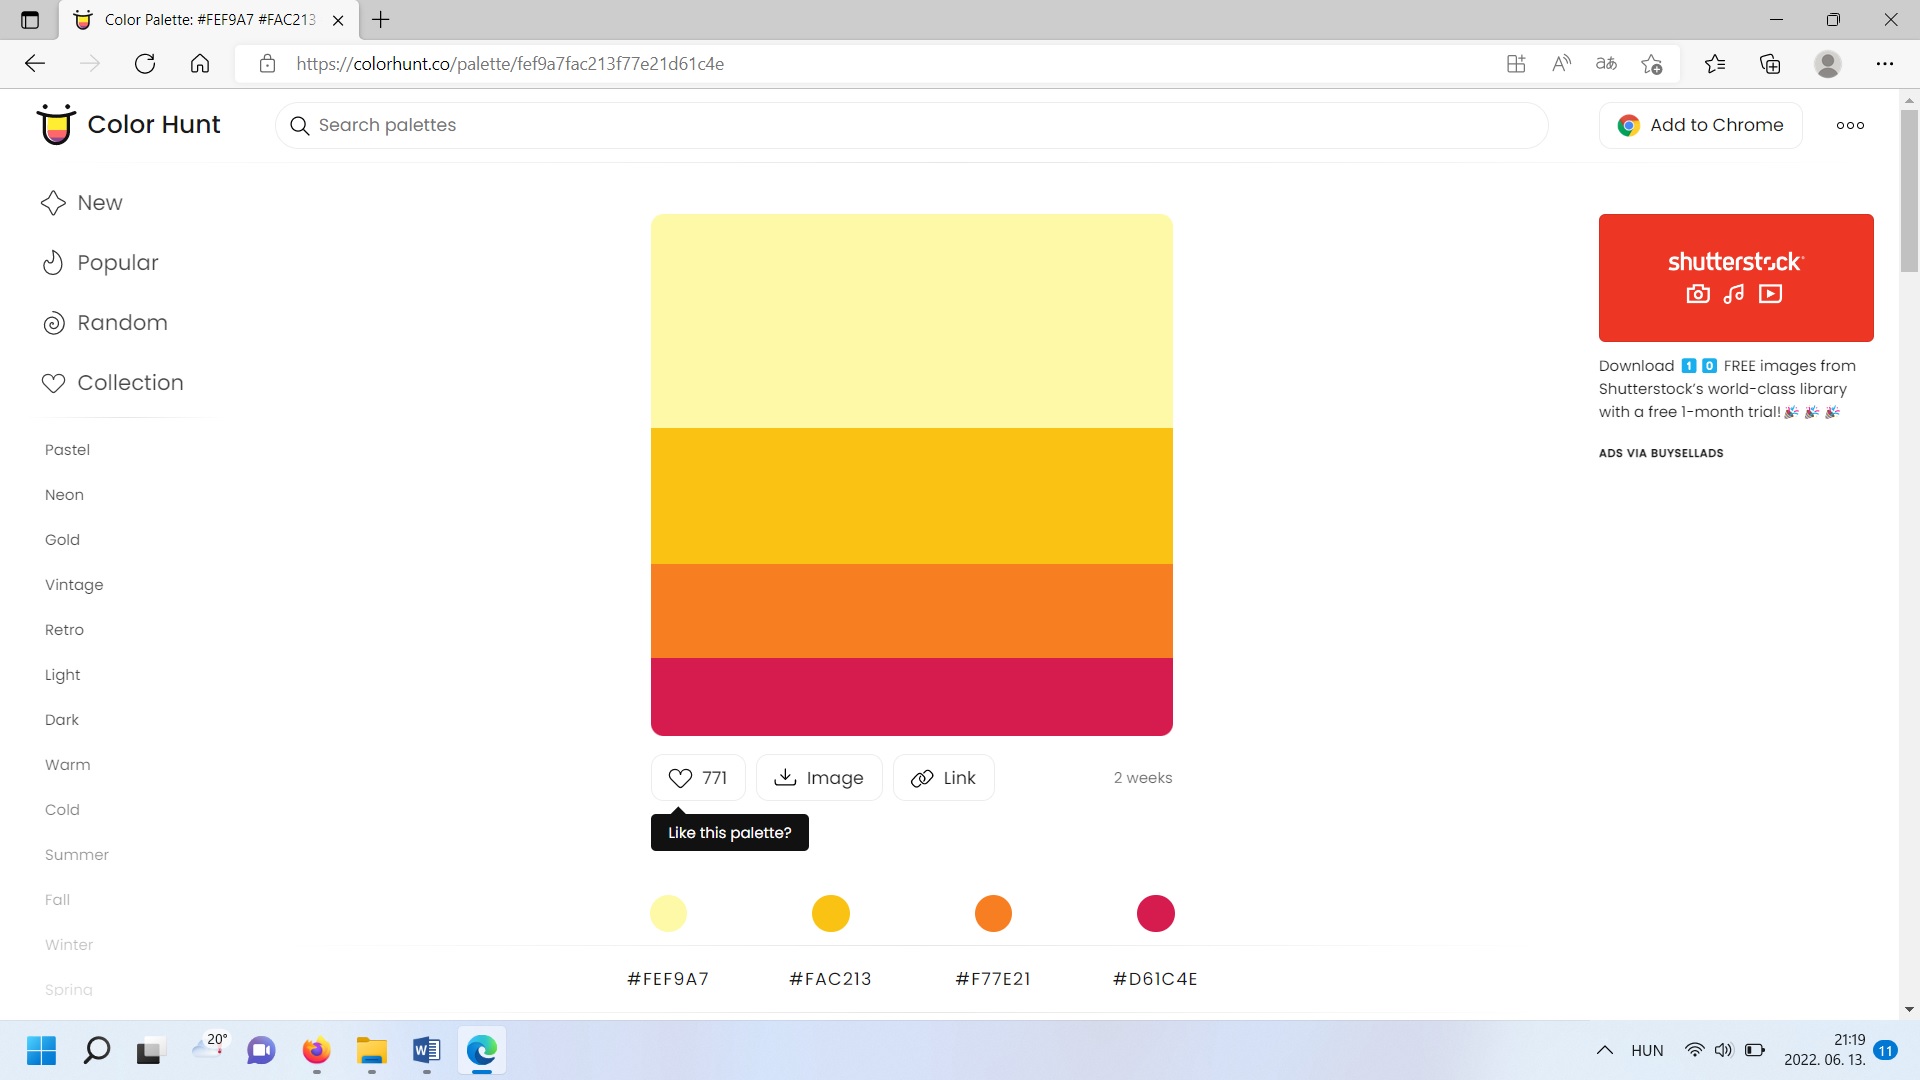 Color Palette: #FEF9A7 #FAC213
https://colorhunt.co/palette/fef9a7fac213f77e21d61c4e
Color Hunt
Search palettes
Add to Chrome
New
Popular
Random
Collection
Pastel
Neon
Gold
Vintage
Retro
Light
Dark
Warm
Cold
Summer
Fall
Winter
Spring
771
Image
Link
2 weeks
Like this palette?
#FEF9A7
#FAC213
#F77E21
#D61C4E
shutterstock
Download 1 0 FREE images from
Shutterstock's world-class library
with a free 1-month trial!
ADS VIA BUYSELLADS
20°
HUN
21:19
2022. 06. 13.
11